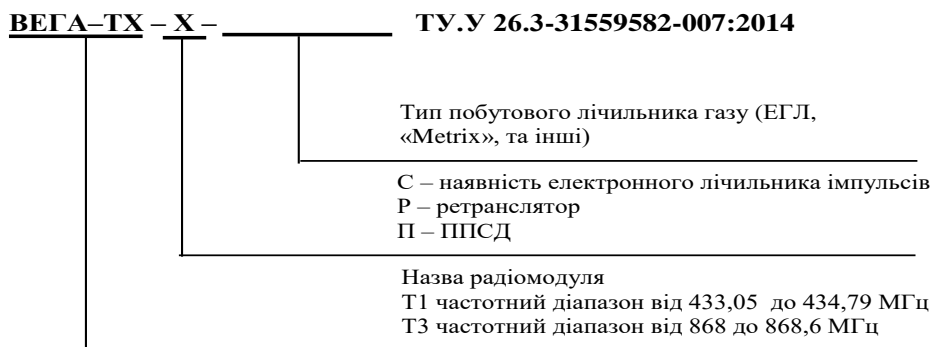 ВЕГА–ТХ – Х – ТУ.У 26.3-31559582-007:2014
Тип побутового лічильника газу (ЕГЛ,
«Metrix», та інші)
С – наявність електронного лічильника імпульсів
Р – ретранслятор
П – ППСД
Назва радіомодуля
Т1 частотний діапазон від 433,05 до 434,79 МГц
Т3 частотний діапазон від 868 до 868,6 МГц